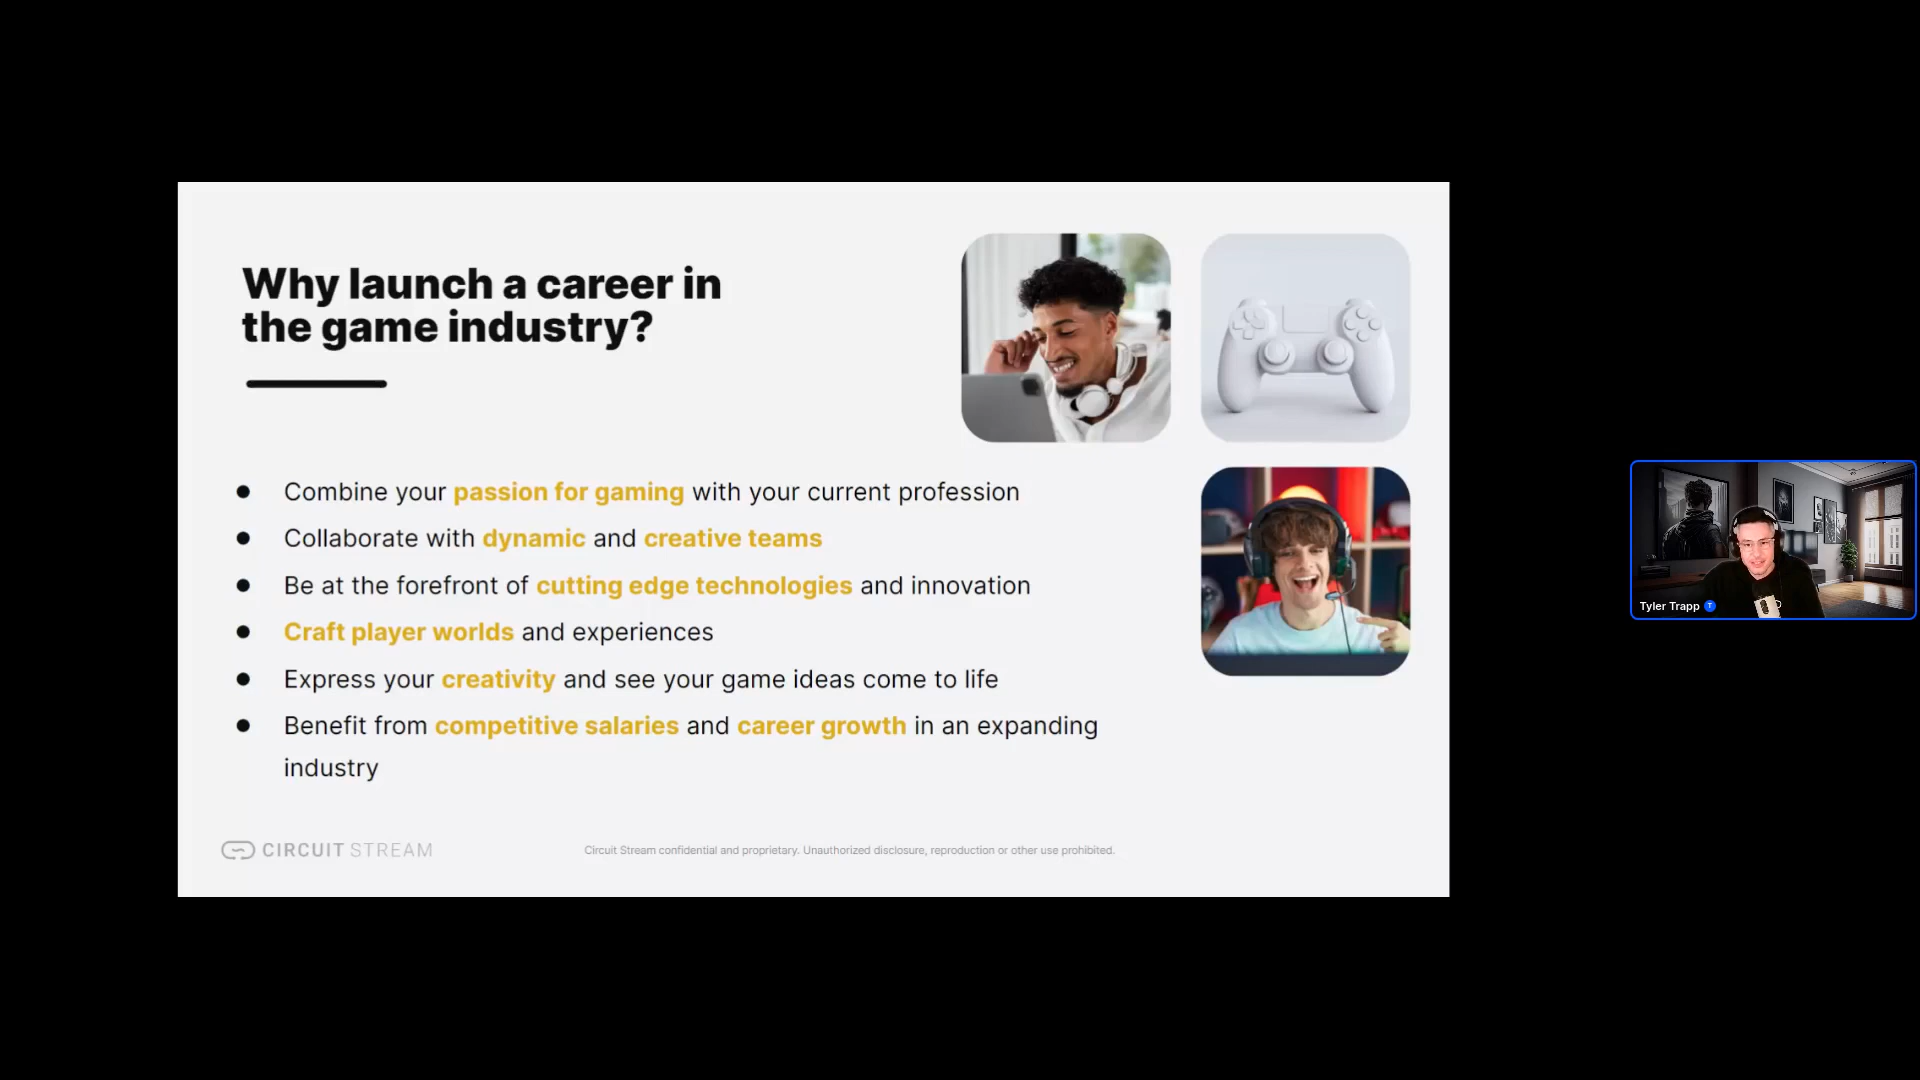 Why launch a career in
the game industry?
● Combine your passion for gaming with your current profession
● Collaborate with dynamic and creative teams
● Be at the forefront of cutting edge technologies and innovation
● Craft player worlds and experiences
● Express your creativity and see your game ideas come to life
● Benefit from competitive salaries and career growth in an expanding
industry
CIRCUIT STREAM
Circuit Stream confidential and proprietary. Unauthorized disclosure, reproduction or other use prohibited.
Tyler Trapp T